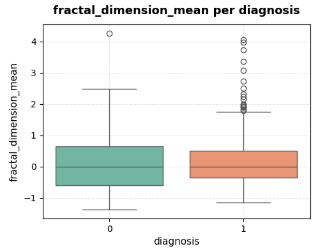 fractal_dimension_mean per diagnosis
fractal_dimension_mean
4
3
2
1
0
−1
0
1
diagnosis